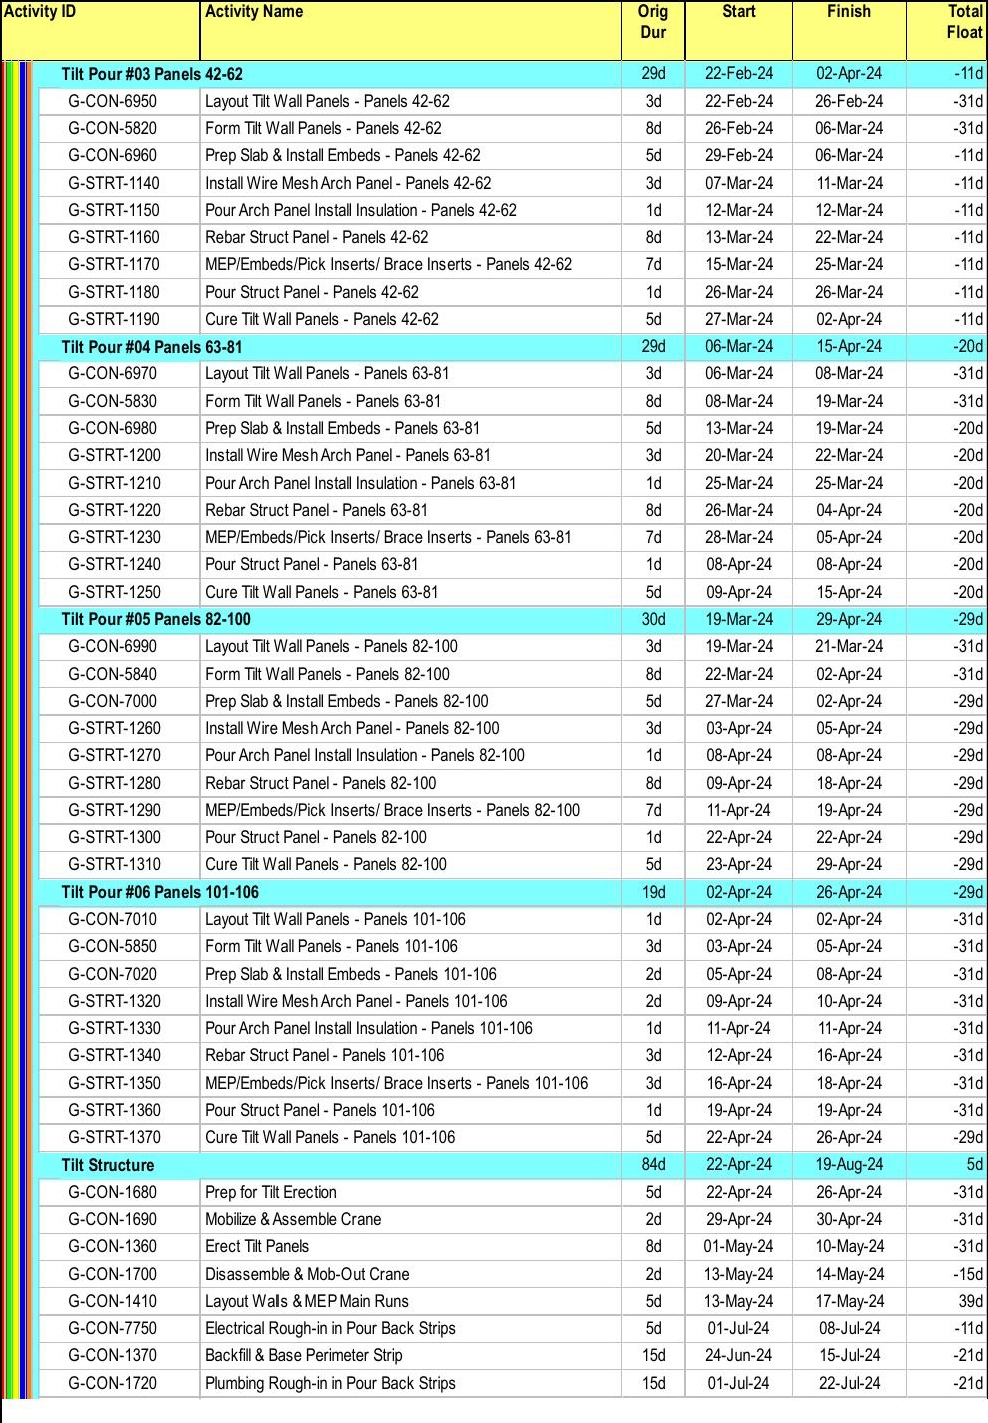 Activity ID Activity Name Orig Dur Start Finish Total Float
Tilt Pour #03 Panels 42-62 29d 22-Feb-24 02-Apr-24 -11d
G-CON-6950 Layout Tilt Wall Panels - Panels 42-62 3d 22-Feb-24 26-Feb-24 -31d
G-CON-5820 Form Tilt Wall Panels - Panels 42-62 8d 26-Feb-24 06-Mar-24 -31d
G-CON-6960 Prep Slab & Install Embeds - Panels 42-62 5d 29-Feb-24 06-Mar-24 -11d
G-STRT-1140 Install Wire Mesh Arch Panel - Panels 42-62 3d 07-Mar-24 11-Mar-24 -11d
G-STRT-1150 Pour Arch Panel Install Insulation - Panels 42-62 1d 12-Mar-24 12-Mar-24 -11d
G-STRT-1160 Rebar Struct Panel - Panels 42-62 8d 13-Mar-24 22-Mar-24 -11d
G-STRT-1170 MEP/Embeds/Pick Inserts/ Brace Inserts - Panels 42-62 7d 15-Mar-24 25-Mar-24 -11d
G-STRT-1180 Pour Struct Panel - Panels 42-62 1d 26-Mar-24 26-Mar-24 -11d
G-STRT-1190 Cure Tilt Wall Panels - Panels 42-62 5d 27-Mar-24 02-Apr-24 -11d
Tilt Pour #04 Panels 63-81 29d 06-Mar-24 15-Apr-24 -20d
G-CON-6970 Layout Tilt Wall Panels - Panels 63-81 3d 06-Mar-24 08-Mar-24 -31d
G-CON-5830 Form Tilt Wall Panels - Panels 63-81 8d 08-Mar-24 19-Mar-24 -31d
G-CON-6980 Prep Slab & Install Embeds - Panels 63-81 5d 13-Mar-24 19-Mar-24 -20d
G-STRT-1200 Install Wire Mesh Arch Panel - Panels 63-81 3d 20-Mar-24 22-Mar-24 -20d
G-STRT-1210 Pour Arch Panel Install Insulation - Panels 63-81 1d 25-Mar-24 25-Mar-24 -20d
G-STRT-1220 Rebar Struct Panel - Panels 63-81 8d 26-Mar-24 04-Apr-24 -20d
G-STRT-1230 MEP/Embeds/Pick Inserts/ Brace Inserts - Panels 63-81 7d 28-Mar-24 05-Apr-24 -20d
G-STRT-1240 Pour Struct Panel - Panels 63-81 1d 08-Apr-24 08-Apr-24 -20d
G-STRT-1250 Cure Tilt Wall Panels - Panels 63-81 5d 09-Apr-24 15-Apr-24 -20d
Tilt Pour #05 Panels 82-100 30d 19-Mar-24 29-Apr-24 -29d
G-CON-6990 Layout Tilt Wall Panels - Panels 82-100 3d 19-Mar-24 21-Mar-24 -31d
G-CON-5840 Form Tilt Wall Panels - Panels 82-100 8d 22-Mar-24 02-Apr-24 -31d
G-CON-7000 Prep Slab & Install Embeds - Panels 82-100 5d 27-Mar-24 02-Apr-24 -29d
G-STRT-1260 Install Wire Mesh Arch Panel - Panels 82-100 3d 03-Apr-24 05-Apr-24 -29d
G-STRT-1270 Pour Arch Panel Install Insulation - Panels 82-100 1d 08-Apr-24 08-Apr-24 -29d
G-STRT-1280 Rebar Struct Panel - Panels 82-100 8d 09-Apr-24 18-Apr-24 -29d
G-STRT-1290 MEP/Embeds/Pick Inserts/ Brace Inserts - Panels 82-100 7d 11-Apr-24 19-Apr-24 -29d
G-STRT-1300 Pour Struct Panel - Panels 82-100 1d 22-Apr-24 22-Apr-24 -29d
G-STRT-1310 Cure Tilt Wall Panels - Panels 82-100 5d 23-Apr-24 29-Apr-24 -29d
Tilt Pour #06 Panels 101-106 19d 02-Apr-24 26-Apr-24 -29d
G-CON-7010 Layout Tilt Wall Panels - Panels 101-106 1d 02-Apr-24 02-Apr-24 -31d
G-CON-5850 Form Tilt Wall Panels - Panels 101-106 3d 03-Apr-24 05-Apr-24 -31d
G-CON-7020 Prep Slab & Install Embeds - Panels 101-106 2d 05-Apr-24 08-Apr-24 -31d
G-STRT-1320 Install Wire Mesh Arch Panel - Panels 101-106 2d 09-Apr-24 10-Apr-24 -31d
G-STRT-1330 Pour Arch Panel Install Insulation - Panels 101-106 1d 11-Apr-24 11-Apr-24 -31d
G-STRT-1340 Rebar Struct Panel - Panels 101-106 3d 12-Apr-24 16-Apr-24 -31d
G-STRT-1350 MEP/Embeds/Pick Inserts/ Brace Inserts - Panels 101-106 3d 16-Apr-24 18-Apr-24 -31d
G-STRT-1360 Pour Struct Panel - Panels 101-106 1d 19-Apr-24 19-Apr-24 -31d
G-STRT-1370 Cure Tilt Wall Panels - Panels 101-106 5d 22-Apr-24 26-Apr-24 -29d
Tilt Structure 84d 22-Apr-24 19-Aug-24 5d
G-CON-1680 Prep for Tilt Erection 5d 22-Apr-24 26-Apr-24 -31d
G-CON-1690 Mobilize & Assemble Crane 2d 29-Apr-24 30-Apr-24 -31d
G-CON-1360 Erect Tilt Panels 8d 01-May-24 10-May-24 -31d
G-CON-1700 Disassemble & Mob-Out Crane 2d 13-May-24 14-May-24 -15d
G-CON-1410 Layout Walls & MEP Main Runs 5d 13-May-24 17-May-24 39d
G-CON-7750 Electrical Rough-in in Pour Back Strips 5d 01-Jul-24 08-Jul-24 -11d
G-CON-1370 Backfill & Base Perimeter Strip 15d 24-Jun-24 15-Jul-24 -21d
G-CON-1720 Plumbing Rough-in in Pour Back Strips 15d 01-Jul-24 22-Jul-24 -21d